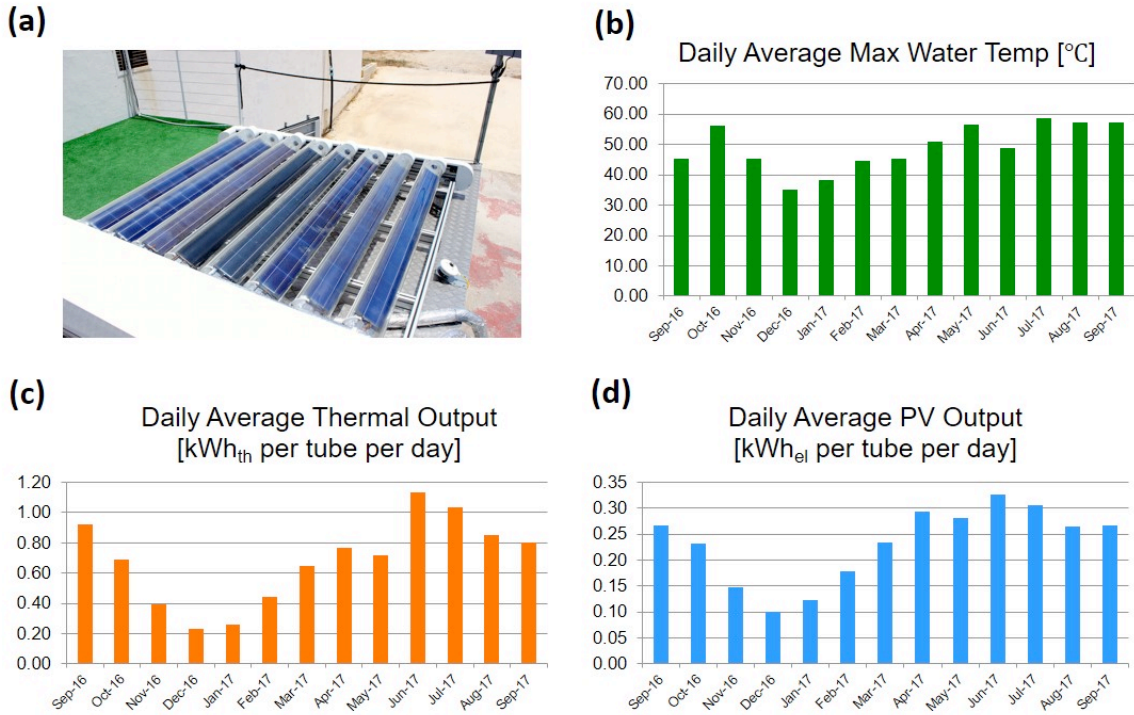 (a)
(b)
Daily Average Max Water Temp [°C]
70.00
60.00
50.00
40.00
30.00
20.00
10.00
0.00
Sep-16
Oct-16
Nov-16
Dec-16
Jan-17
Feb-17
Mar-17
Apr-17
May-17
Jun-17
Jul-17
Aug-17
Sep-17
(c)
Daily Average Thermal Output
[kWhth per tube per day]
1.20
1.00
0.80
0.60
0.40
0.20
0.00
Sep-16
Oct-16
Nov-16
Dec-16
Jan-17
Feb-17
Mar-17
Apr-17
May-17
Jun-17
Jul-17
Aug-17
Sep-17
(d)
Daily Average PV Output
[kWhel per tube per day]
0.35
0.30
0.25
0.20
0.15
0.10
0.05
0.00
Sep-16
Oct-16
Nov-16
Dec-16
Jan-17
Feb-17
Mar-17
Apr-17
May-17
Jun-17
Jul-17
Aug-17
Sep-17